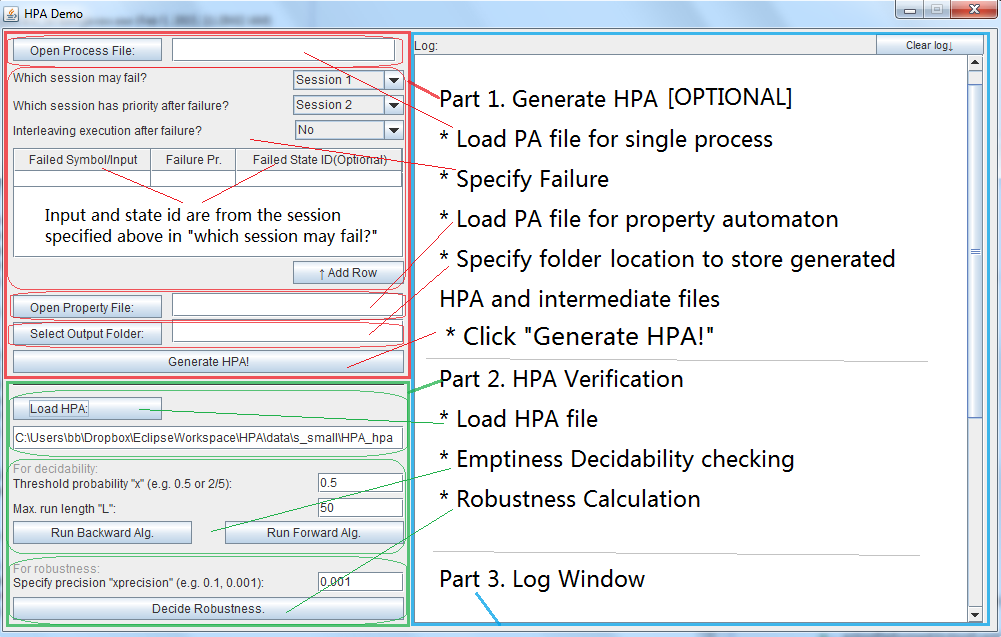 HPA Demo
Open Process File:
Which session may fail?
Session 1
Which session has priority after failure?
Session 2
Interleaving execution after failure?
No
Failed Symbol/Input
Failure Pr.
Failed State ID(Optional)
Input and state id are from the session
specified above in "which session may fail?"
↑ Add Row
Open Property File:
Select Output Folder:
Generate HPA!
Load HPA:
C:\Users\bb\Dropbox\EclipseWorkspace\HPA\data\s_small\HPA_hpa
For decidability:
Threshold probability "x" (e.g. 0.5 or 2/5):
0.5
Max. run length "L":
50
Run Backward Alg.
Run Forward Alg.
For robustness:
Specify precision "xprecision" (e.g. 0.1, 0.001):
0.001
Decide Robustness.
Log:
Clear log↓
Part 1. Generate HPA [OPTIONAL]
* Load PA file for single process
* Specify Failure
* Load PA file for property automaton
* Specify folder location to store generated
HPA and intermediate files
* Click "Generate HPA!"
Part 2. HPA Verification
* Load HPA file
* Emptiness Decidability checking
* Robustness Calculation
Part 3. Log Window